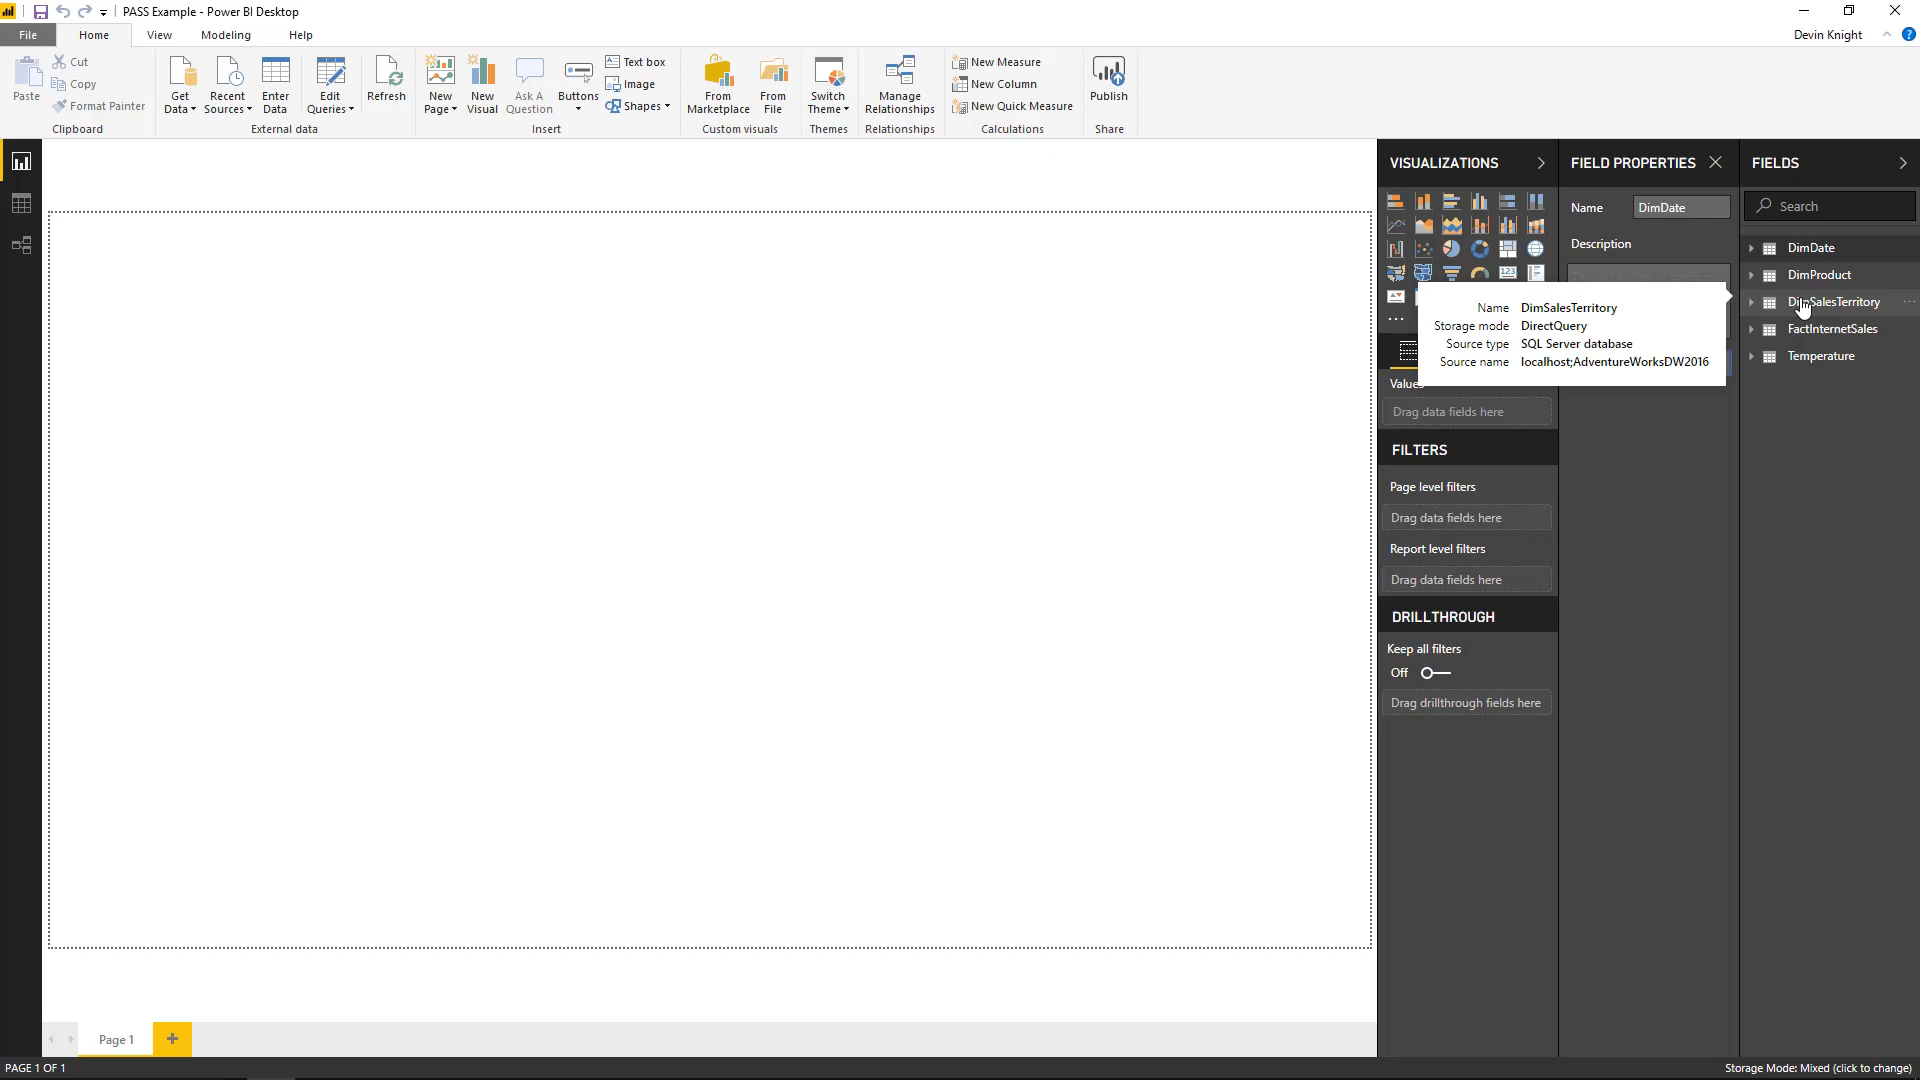 PASS Example - Power BI Desktop
File
Home
View
Modeling
Help
Devin Knight
?
Paste
Cut
Copy
Format Painter
Clipboard
Get Data
Recent Sources
Enter Data
Edit Queries
Refresh
External data
New Page
New Visual
Ask A Question
Buttons
Text box
Image
Shapes
Insert
From Marketplace
From File
Custom visuals
Switch Theme
Themes
Manage Relationships
Relationships
New Measure
New Column
New Quick Measure
Calculations
Publish
Share
VISUALIZATIONS
FIELD PROPERTIES
FIELDS
Name
DimDate
Description
Search
DimDate
DimProduct
DimSalesTerritory
FactInternetSales
Temperature
123
Name DimSalesTerritory
Storage mode DirectQuery
Source type SQL Server database
Source name localhost;AdventureWorksDW2016
Values
Drag data fields here
FILTERS
Page level filters
Drag data fields here
Report level filters
Drag data fields here
DRILLTHROUGH
Keep all filters
Off
Drag drillthrough fields here
Page 1
+
PAGE 1 OF 1
Storage Mode: Mixed (click to change)